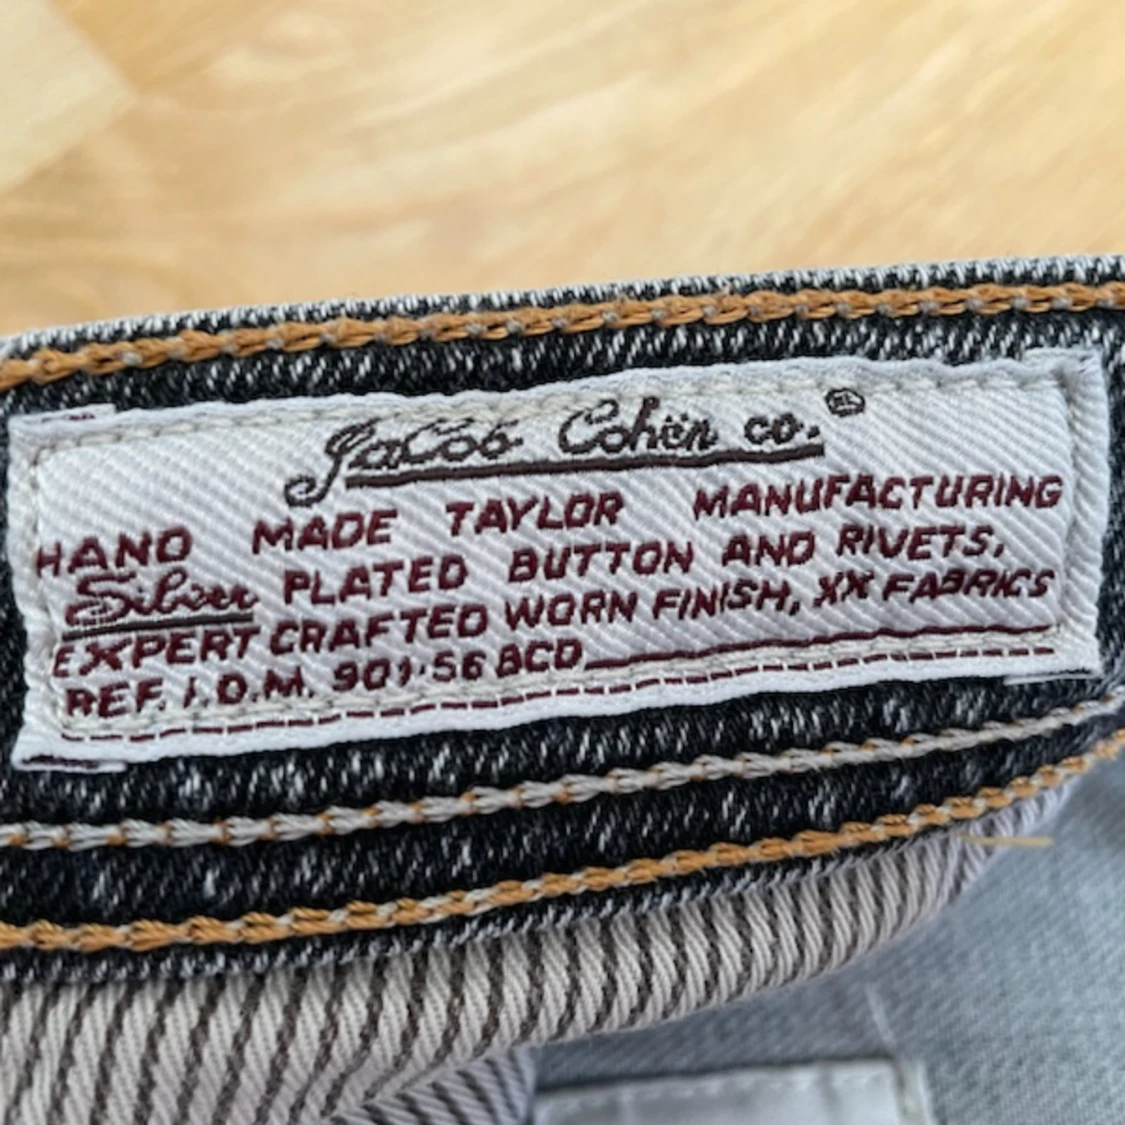 JaCob Cohën co.
HAND MADE TAYLOR MANUFACTURING
Silver PLATED BUTTON AND RIVETS,
EXPERT CRAFTED WORN FINISH, XX FABRICS
REF. I.D.M. 901·56 BCD